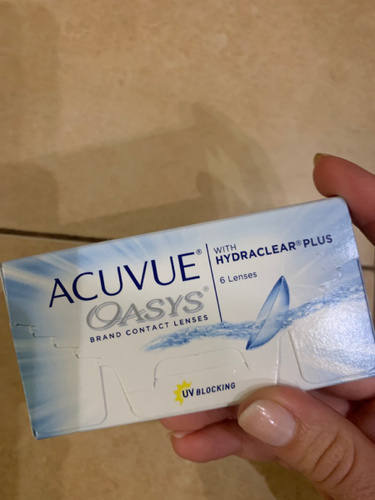 ACUVUE®
OASYS®
BRAND CONTACT LENSES
WITH
HYDRACLEAR® PLUS
6 Lenses
UV BLOCKING